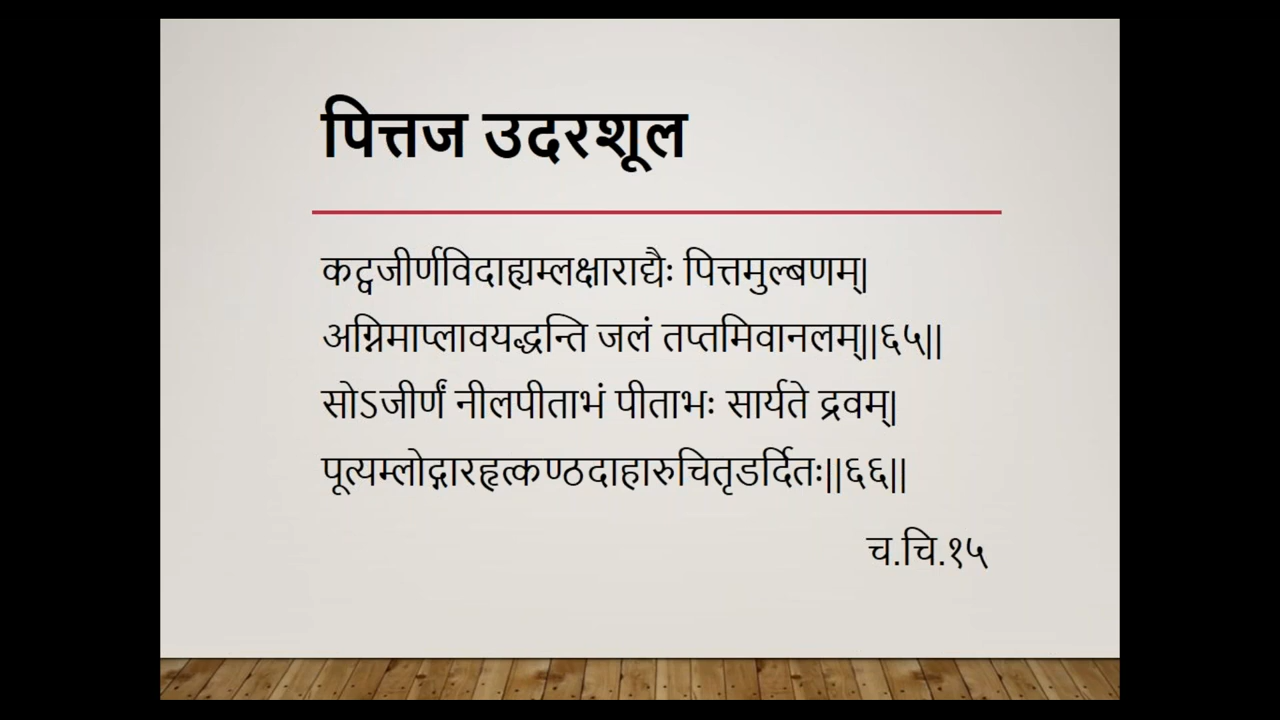 पित्तज उदरशूल
कट्वजीर्णविदाह्यम्लक्षाराद्यैः पित्तमुल्बणम्|
अग्निमाप्लावयद्धन्ति जलं तप्तमिवानलम्||६५||
सोऽजीर्णं नीलपीताभं पीताभः सार्यते द्रवम्|
पूत्यम्लोद्गारहृत्कण्ठदाहारुचितृडर्दितः||६६||
च.चि.१५